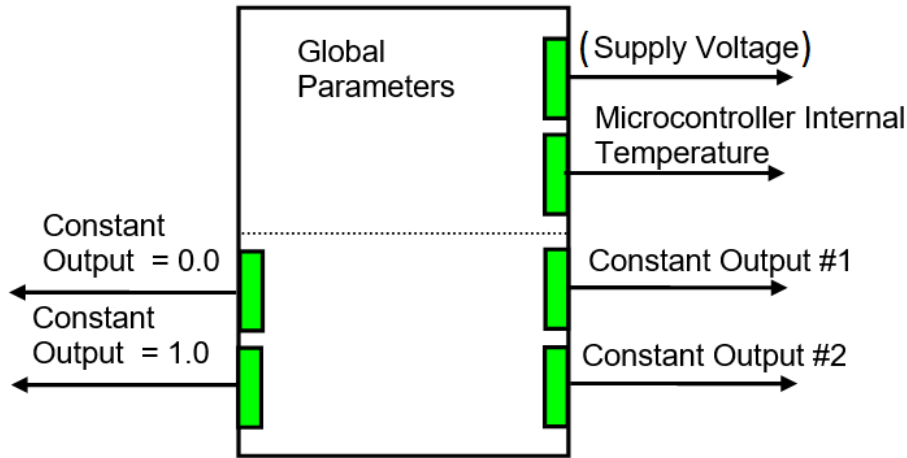 Global
Parameters
(Supply Voltage)
Microcontroller Internal
Temperature
Constant
Output = 0.0
Constant
Output = 1.0
Constant Output #1
Constant Output #2